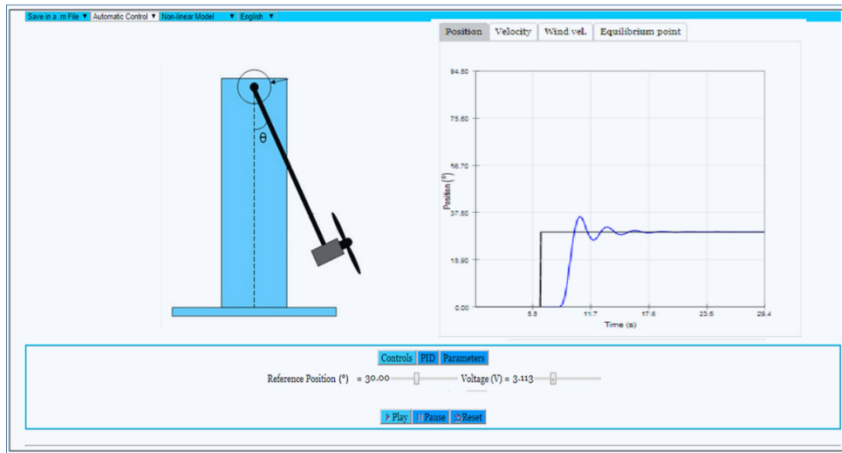 Save in a .m File ▼ Automatic Control ▼ Non-linear Model ▼ English ▼
Position Velocity Wind vel. Equilibrium point
θ
Position (°)
94.50
75.60
56.70
37.80
18.90
0.00
5.8 11.7 17.6 23.5 29.4
Time (s)
Controls PID Parameters
Reference Position (°) = 30.00 Voltage (V) = 3.113
Play Pause Reset